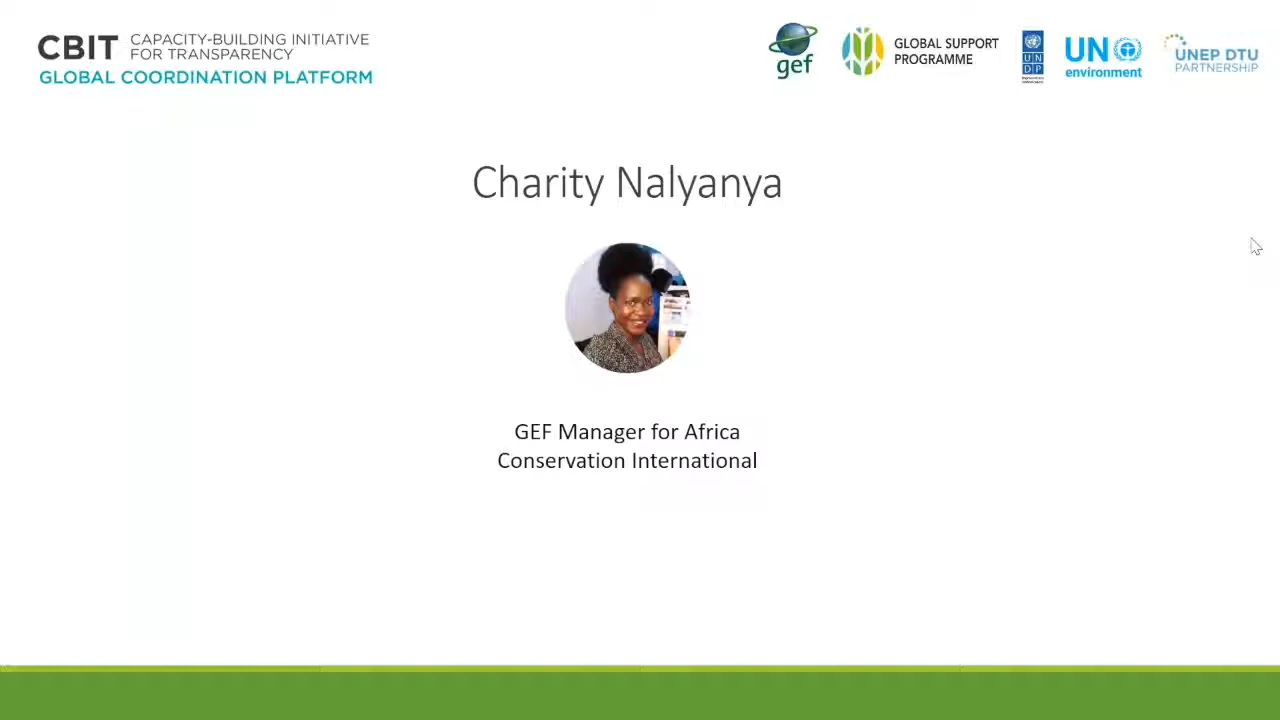 CBIT CAPACITY-BUILDING INITIATIVE
FOR TRANSPARENCY
GLOBAL COORDINATION PLATFORM
gef
GLOBAL SUPPORT
PROGRAMME
U N
D P
UN
environment
UNEP DTU
PARTNERSHIP
Charity Nalyanya
GEF Manager for Africa
Conservation International